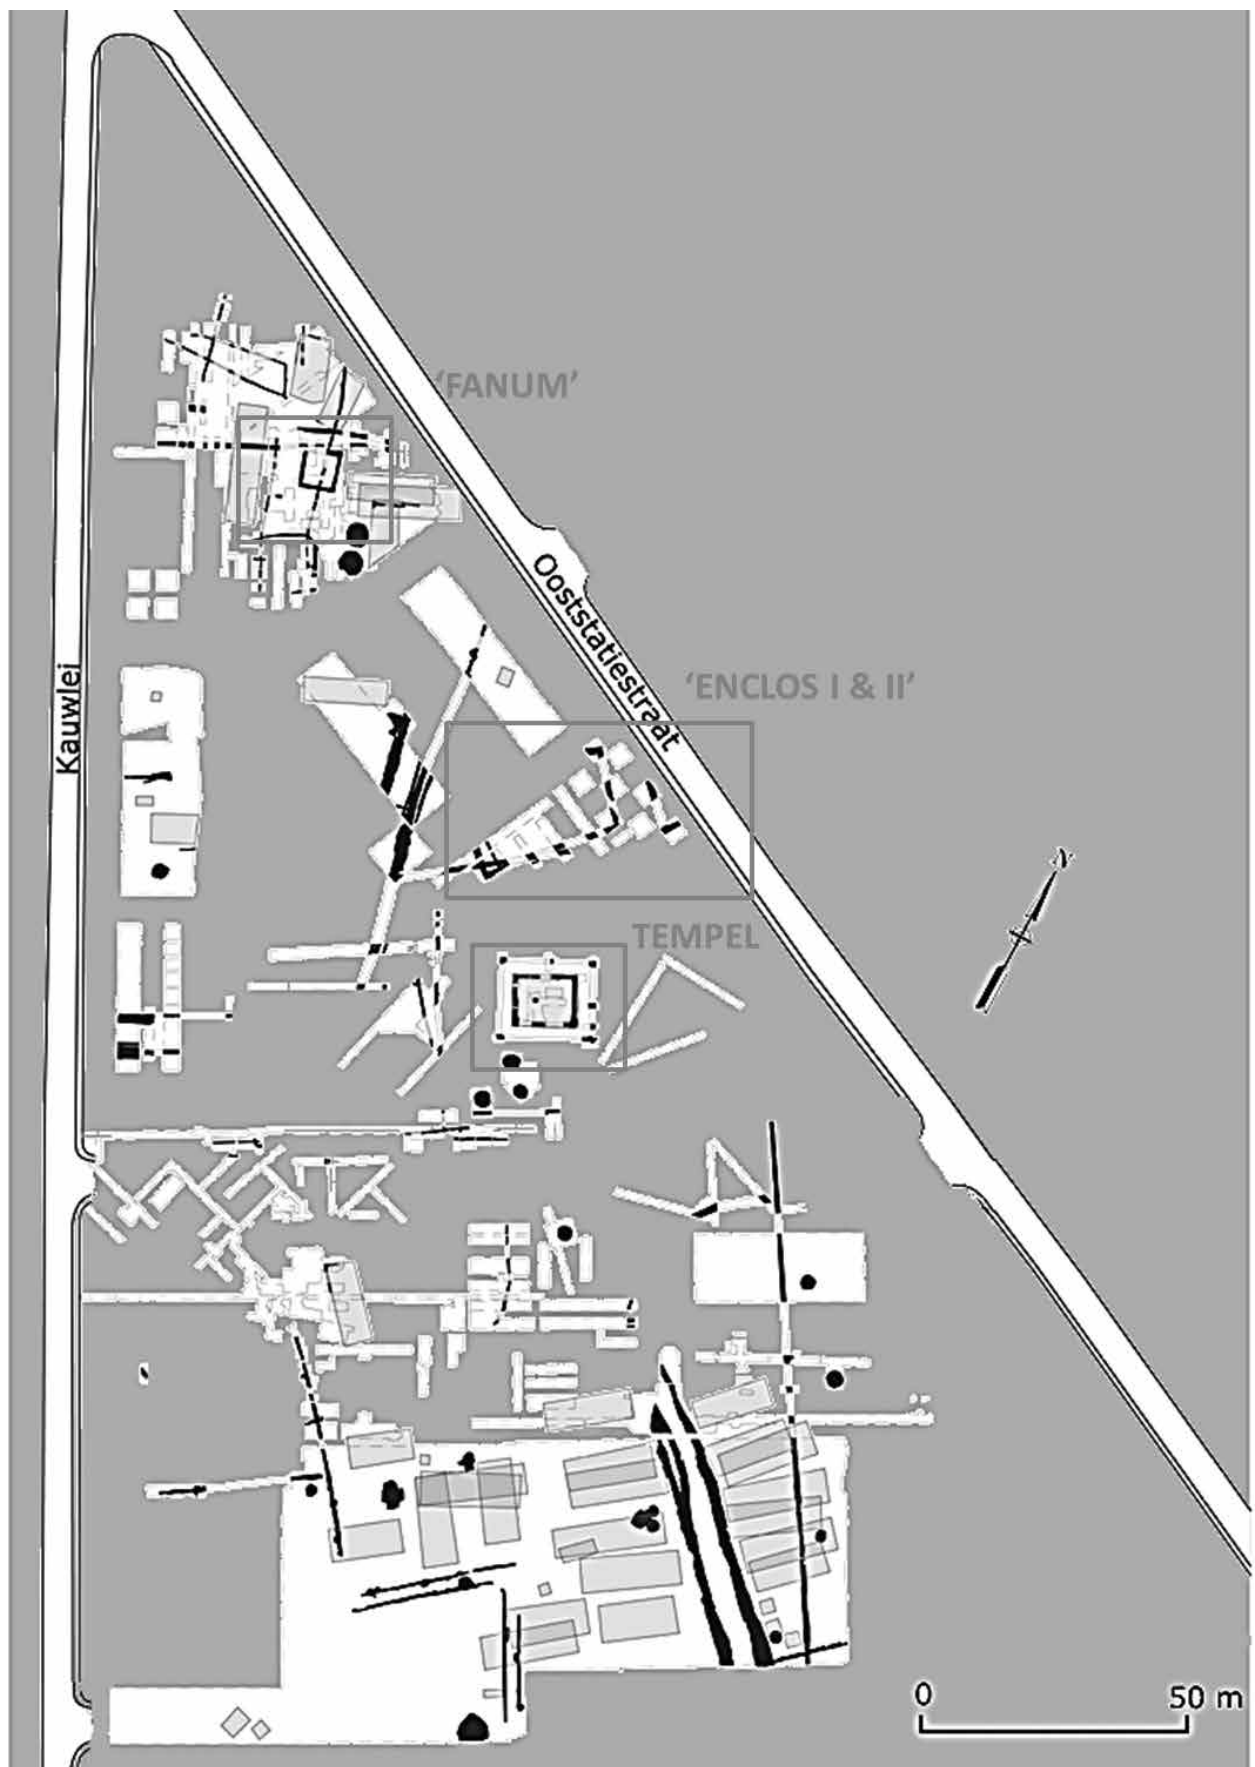 ‘FANUM’
Ooststatiestraat
‘ENCLOS I & II’
Kauwlei
N
TEMPEL
0 50 m